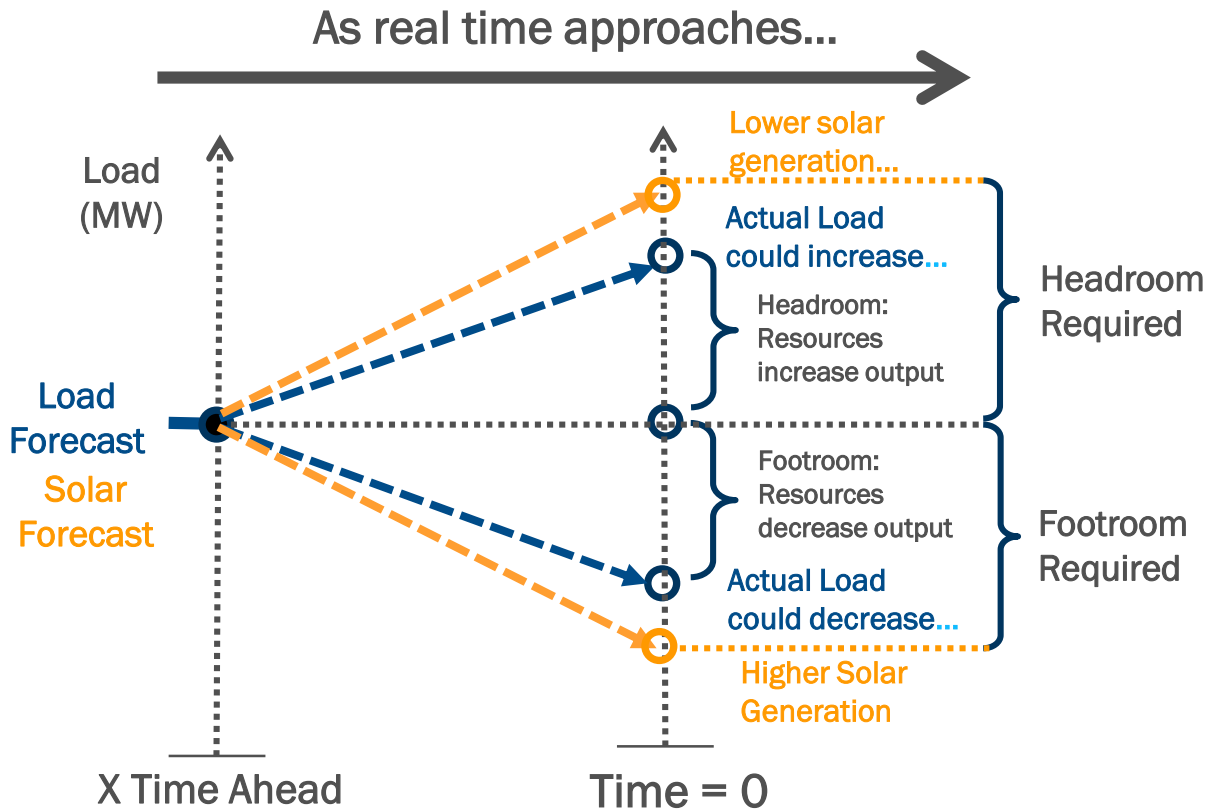 As real time approaches...
Load
(MW)
Lower solar
generation...
Actual Load
could increase...
Headroom:
Resources
increase output
Headroom
Required
Load
Forecast
Solar
Forecast
Footroom:
Resources
decrease output
Footroom
Required
Actual Load
could decrease...
Higher Solar
Generation
X Time Ahead
Time = 0